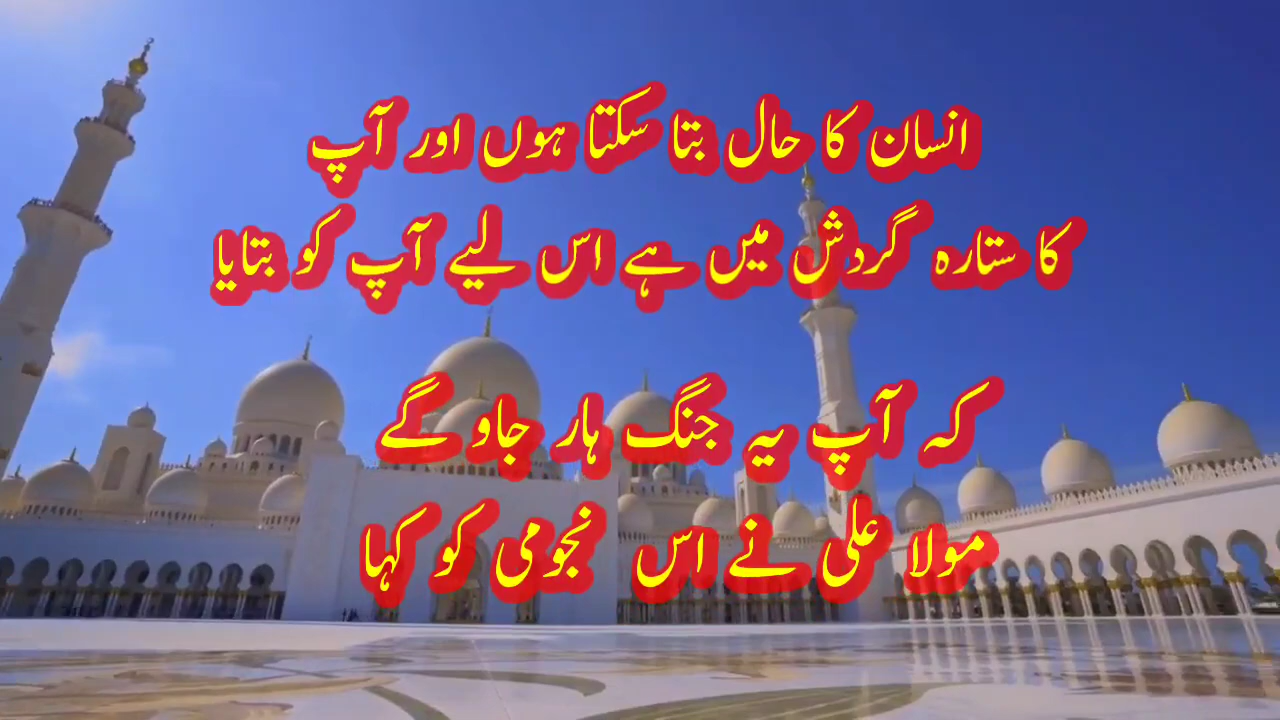 انسان کا حال بتا سکتا ہوں اور آپ
کا ستارہ گردش میں ہے اس لیے آپ کو بتایا
کہ آپ یہ جنگ ہار جاو گے
مولا علی نے اس نجومی کو کہا